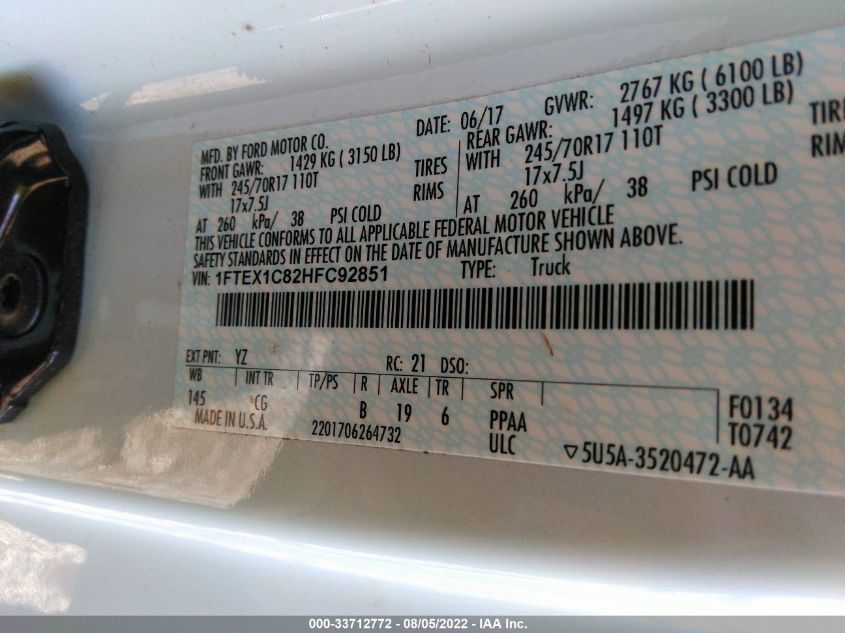 MFD. BY FORD MOTOR CO.
DATE: 06/17 GVWR: 2767 KG ( 6100 LB)
FRONT GAWR: 1429 KG ( 3150 LB) REAR GAWR: 1497 KG ( 3300 LB)
WITH 245/70R17 110T TIRES WITH 245/70R17 110T TIRE
17x7.5J RIMS 17x7.5J RIM
AT 260 kPa/ 38 PSI COLD AT 260 kPa/ 38 PSI COLD
THIS VEHICLE CONFORMS TO ALL APPLICABLE FEDERAL MOTOR VEHICLE
SAFETY STANDARDS IN EFFECT ON THE DATE OF MANUFACTURE SHOWN ABOVE.
VIN: 1FTEX1C82HFC92851 TYPE: Truck
EXT PNT: YZ RC: 21 DSO:
WB INT TR TP/PS R AXLE TR SPR
145 CG B 19 6 PPAA F0134
MADE IN U.S.A. 2201706264732 ULC T0742
▽5U5A-3520472-AA
000-33712772 - 08/05/2022 - IAA Inc.